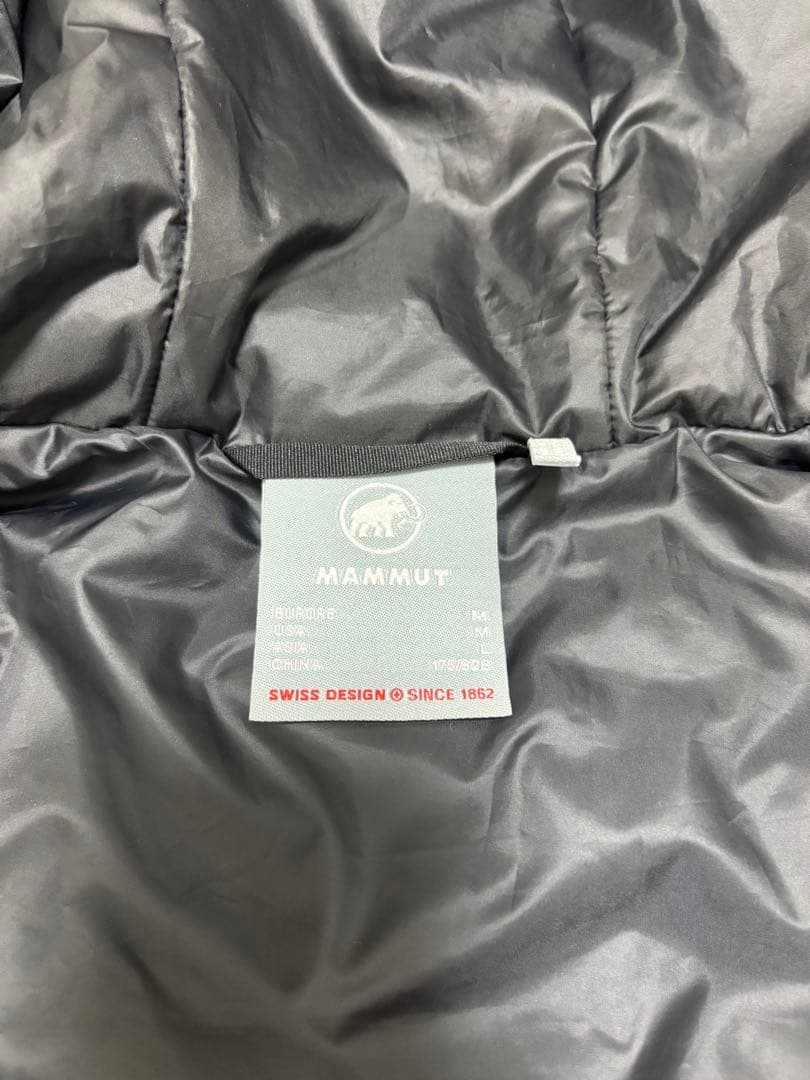 MAMMUT
EUROPE M
USA M
ASIA L
CHINA 175/92B
SWISS DESIGN SINCE 1862